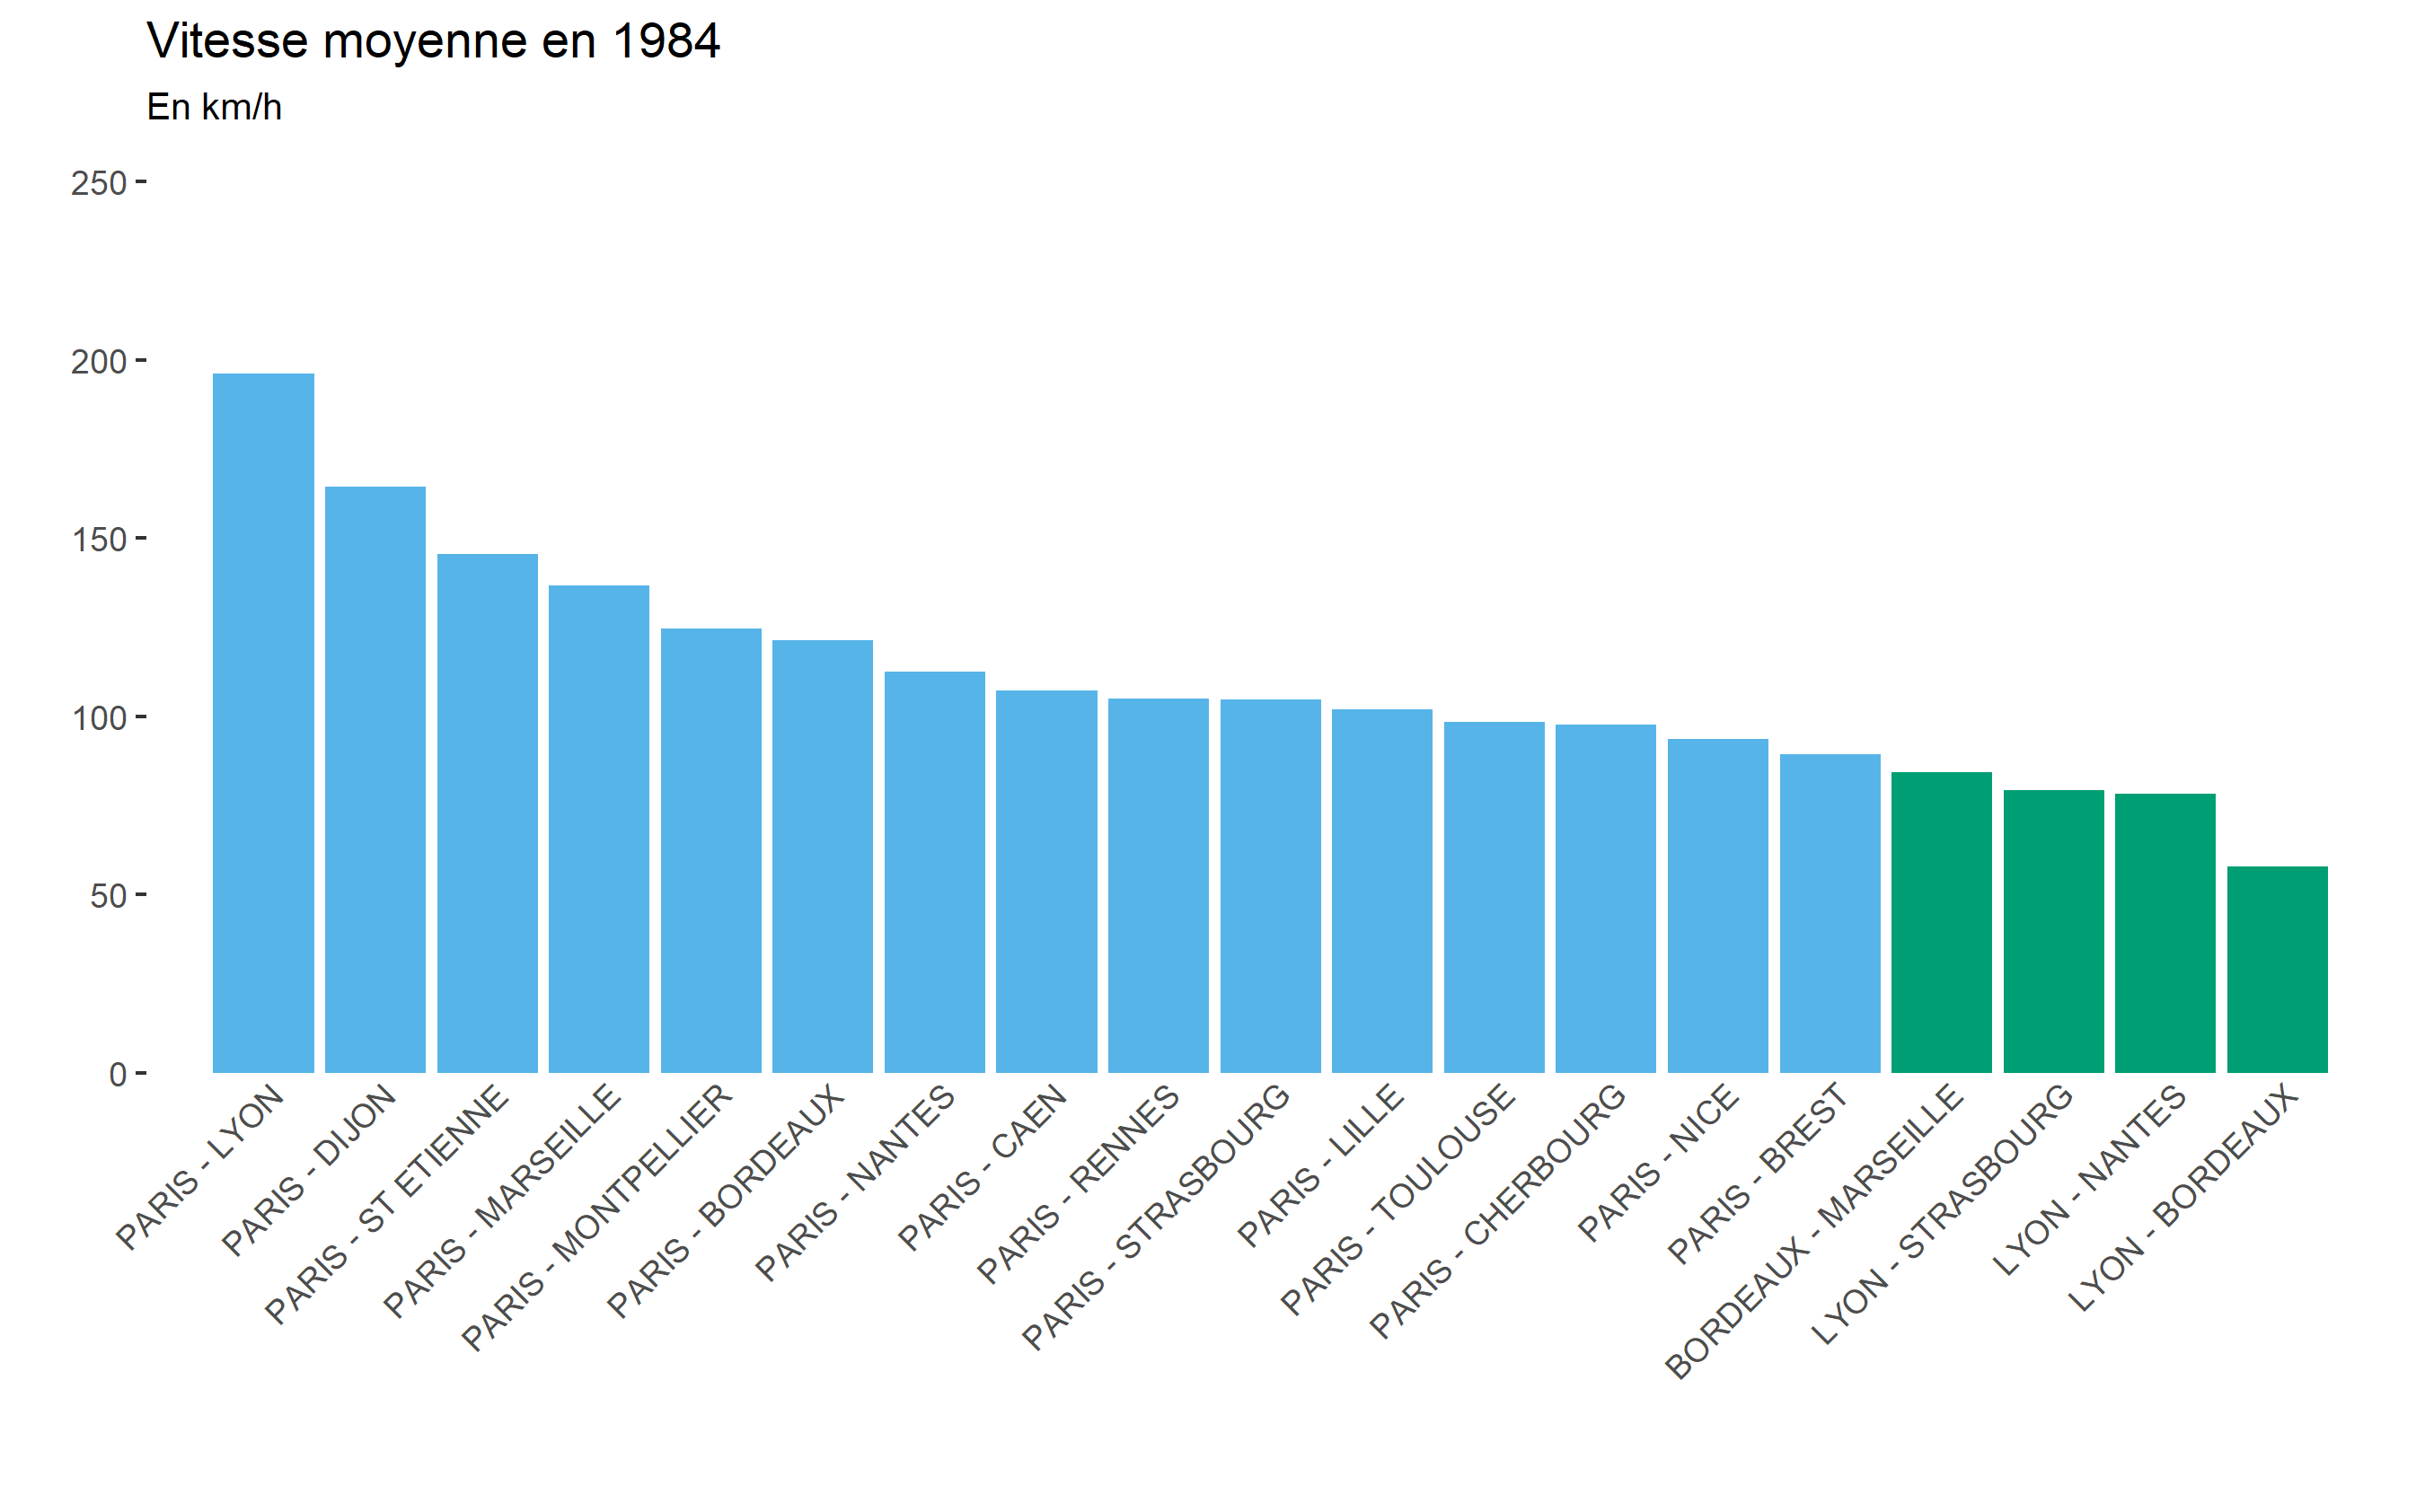 Vitesse moyenne en 1984
En km/h
250
200
150
100
50
0
PARIS - LYON
PARIS - DIJON
PARIS - ST ETIENNE
PARIS - MARSEILLE
PARIS - MONTPELLIER
PARIS - BORDEAUX
PARIS - NANTES
PARIS - CAEN
PARIS - RENNES
PARIS - STRASBOURG
PARIS - LILLE
PARIS - TOULOUSE
PARIS - CHERBOURG
PARIS - NICE
PARIS - BREST
BORDEAUX - MARSEILLE
LYON - STRASBOURG
LYON - NANTES
LYON - BORDEAUX